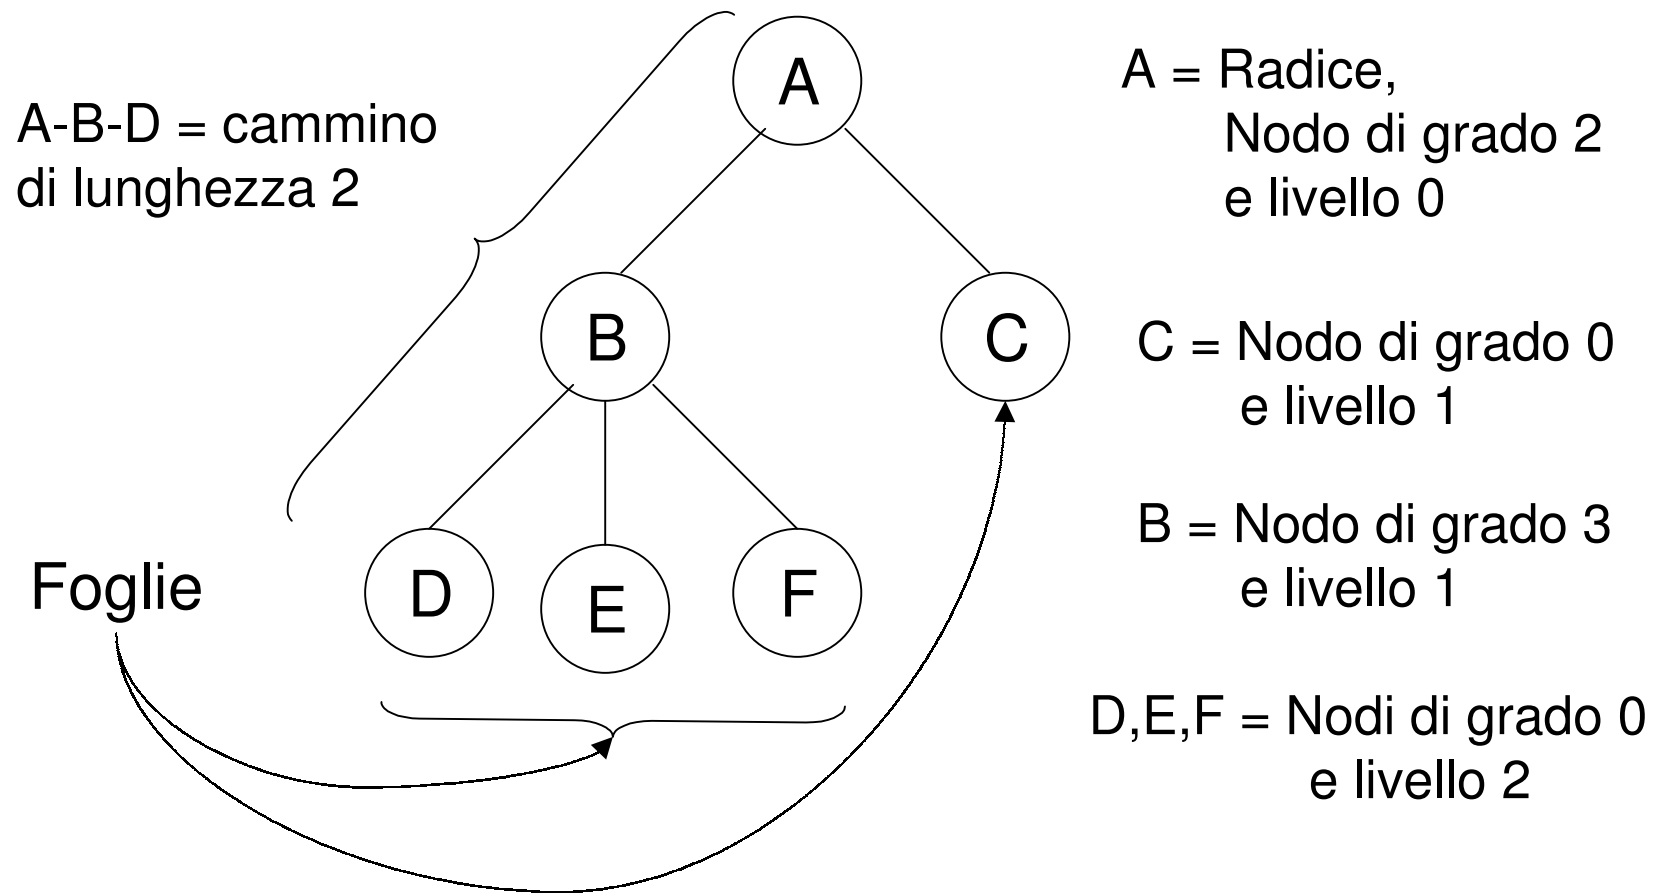 A
A-B-D = cammino
di lunghezza 2
A = Radice,
Nodo di grado 2
e livello 0
B
C
C = Nodo di grado 0
e livello 1
B = Nodo di grado 3
e livello 1
Foglie
D
E
F
D,E,F = Nodi di grado 0
e livello 2